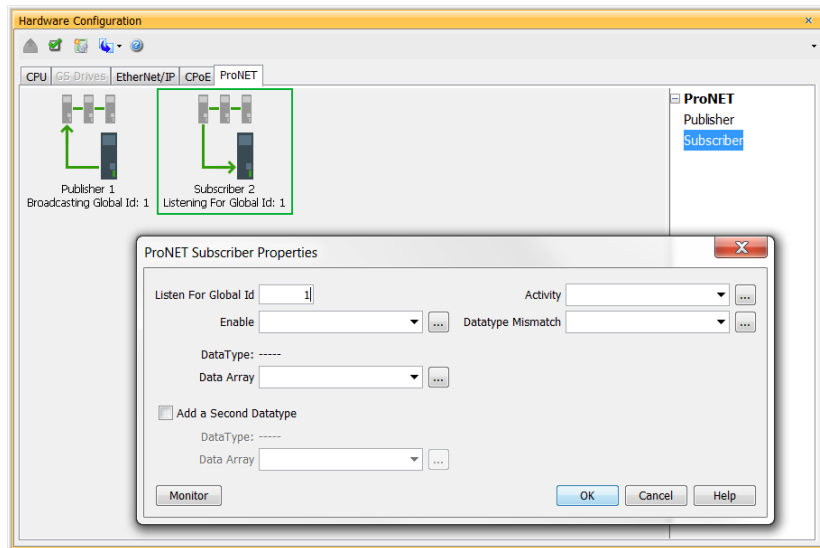 Hardware Configuration
CPU GS Drives EtherNet/IP CPoE ProNET
ProNET
Publisher
Subscriber
Publisher 1
Broadcasting Global Id: 1
Subscriber 2
Listening For Global Id: 1
ProNET Subscriber Properties
Listen For Global Id 1
Activity
...
Enable
...
Datatype Mismatch
...
DataType: -----
Data Array
...
Add a Second Datatype
DataType: -----
Data Array
...
Monitor OK Cancel Help